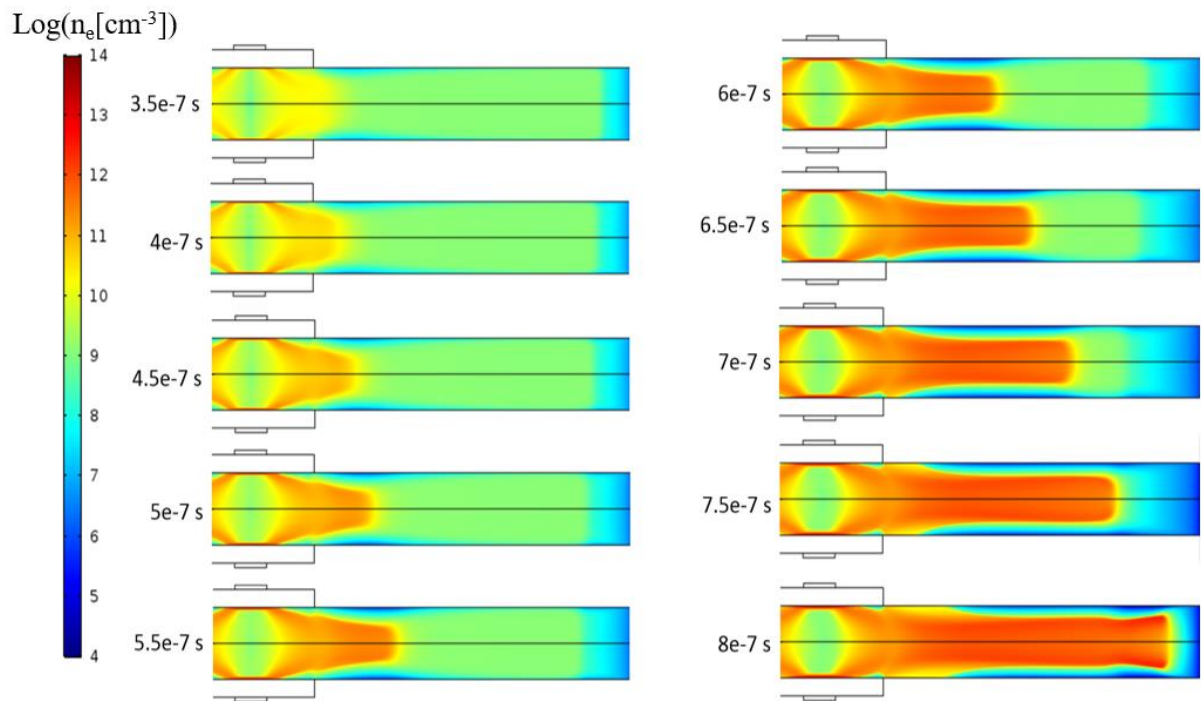 Log(nₑ[cm⁻³])
14
13
12
11
10
9
8
7
6
5
4
3.5e-7 s
4e-7 s
4.5e-7 s
5e-7 s
5.5e-7 s
6e-7 s
6.5e-7 s
7e-7 s
7.5e-7 s
8e-7 s